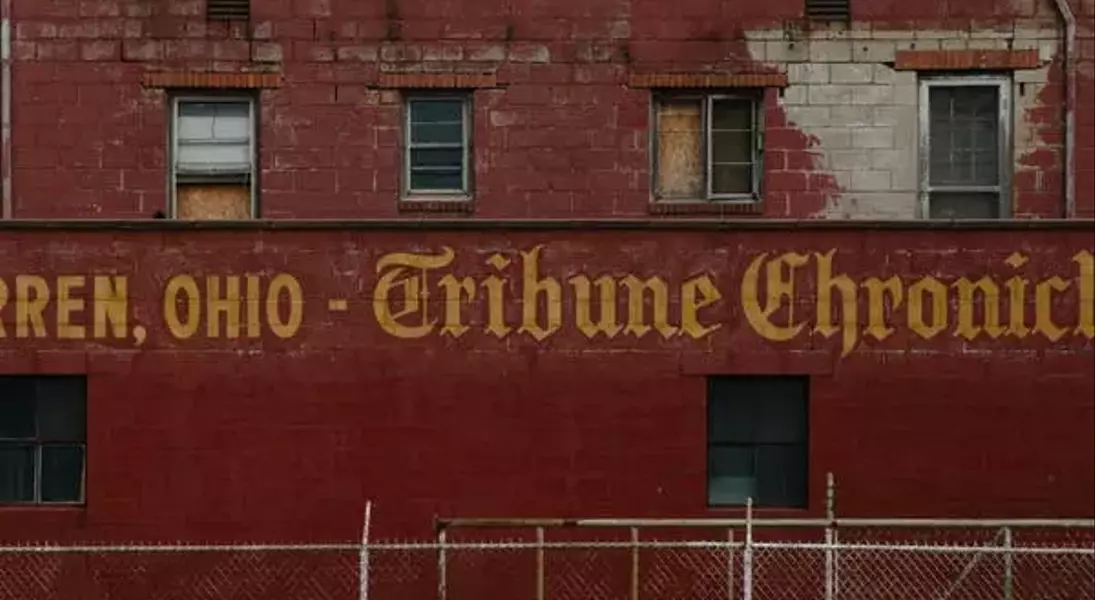 RREN, OHIO - Tribune Chronicl